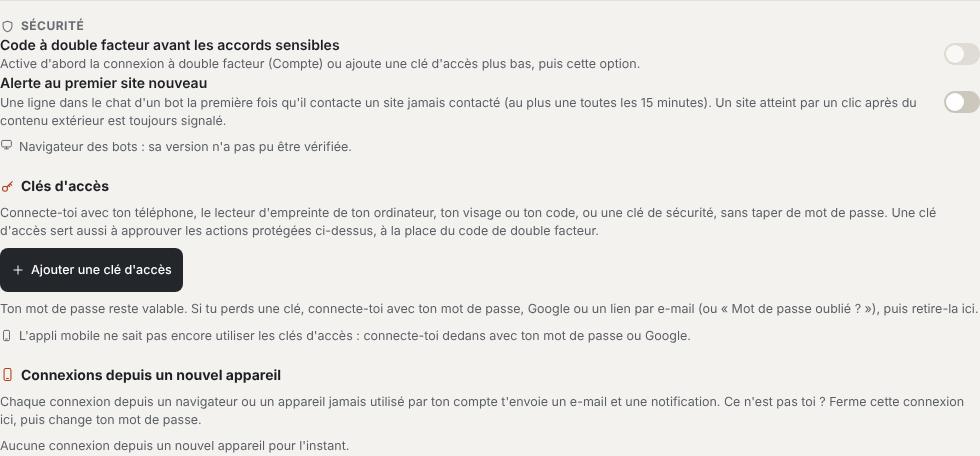 SÉCURITÉ
Code à double facteur avant les accords sensibles
Active d'abord la connexion à double facteur (Compte) ou ajoute une clé d'accès plus bas, puis cette option.
Alerte au premier site nouveau
Une ligne dans le chat d'un bot la première fois qu'il contacte un site jamais contacté (au plus une toutes les 15 minutes). Un site atteint par un clic après du
contenu extérieur est toujours signalé.
Navigateur des bots : sa version n'a pas pu être vérifiée.
Clés d'accès
Connecte-toi avec ton téléphone, le lecteur d'empreinte de ton ordinateur, ton visage ou ton code, ou une clé de sécurité, sans taper de mot de passe. Une clé
d'accès sert aussi à approuver les actions protégées ci-dessus, à la place du code de double facteur.
+ Ajouter une clé d'accès
Ton mot de passe reste valable. Si tu perds une clé, connecte-toi avec ton mot de passe, Google ou un lien par e-mail (ou « Mot de passe oublié ? »), puis retire-la ici.
L'appli mobile ne sait pas encore utiliser les clés d'accès : connecte-toi dedans avec ton mot de passe ou Google.
Connexions depuis un nouvel appareil
Chaque connexion depuis un navigateur ou un appareil jamais utilisé par ton compte t'envoie un e-mail et une notification. Ce n'est pas toi ? Ferme cette connexion
ici, puis change ton mot de passe.
Aucune connexion depuis un nouvel appareil pour l'instant.